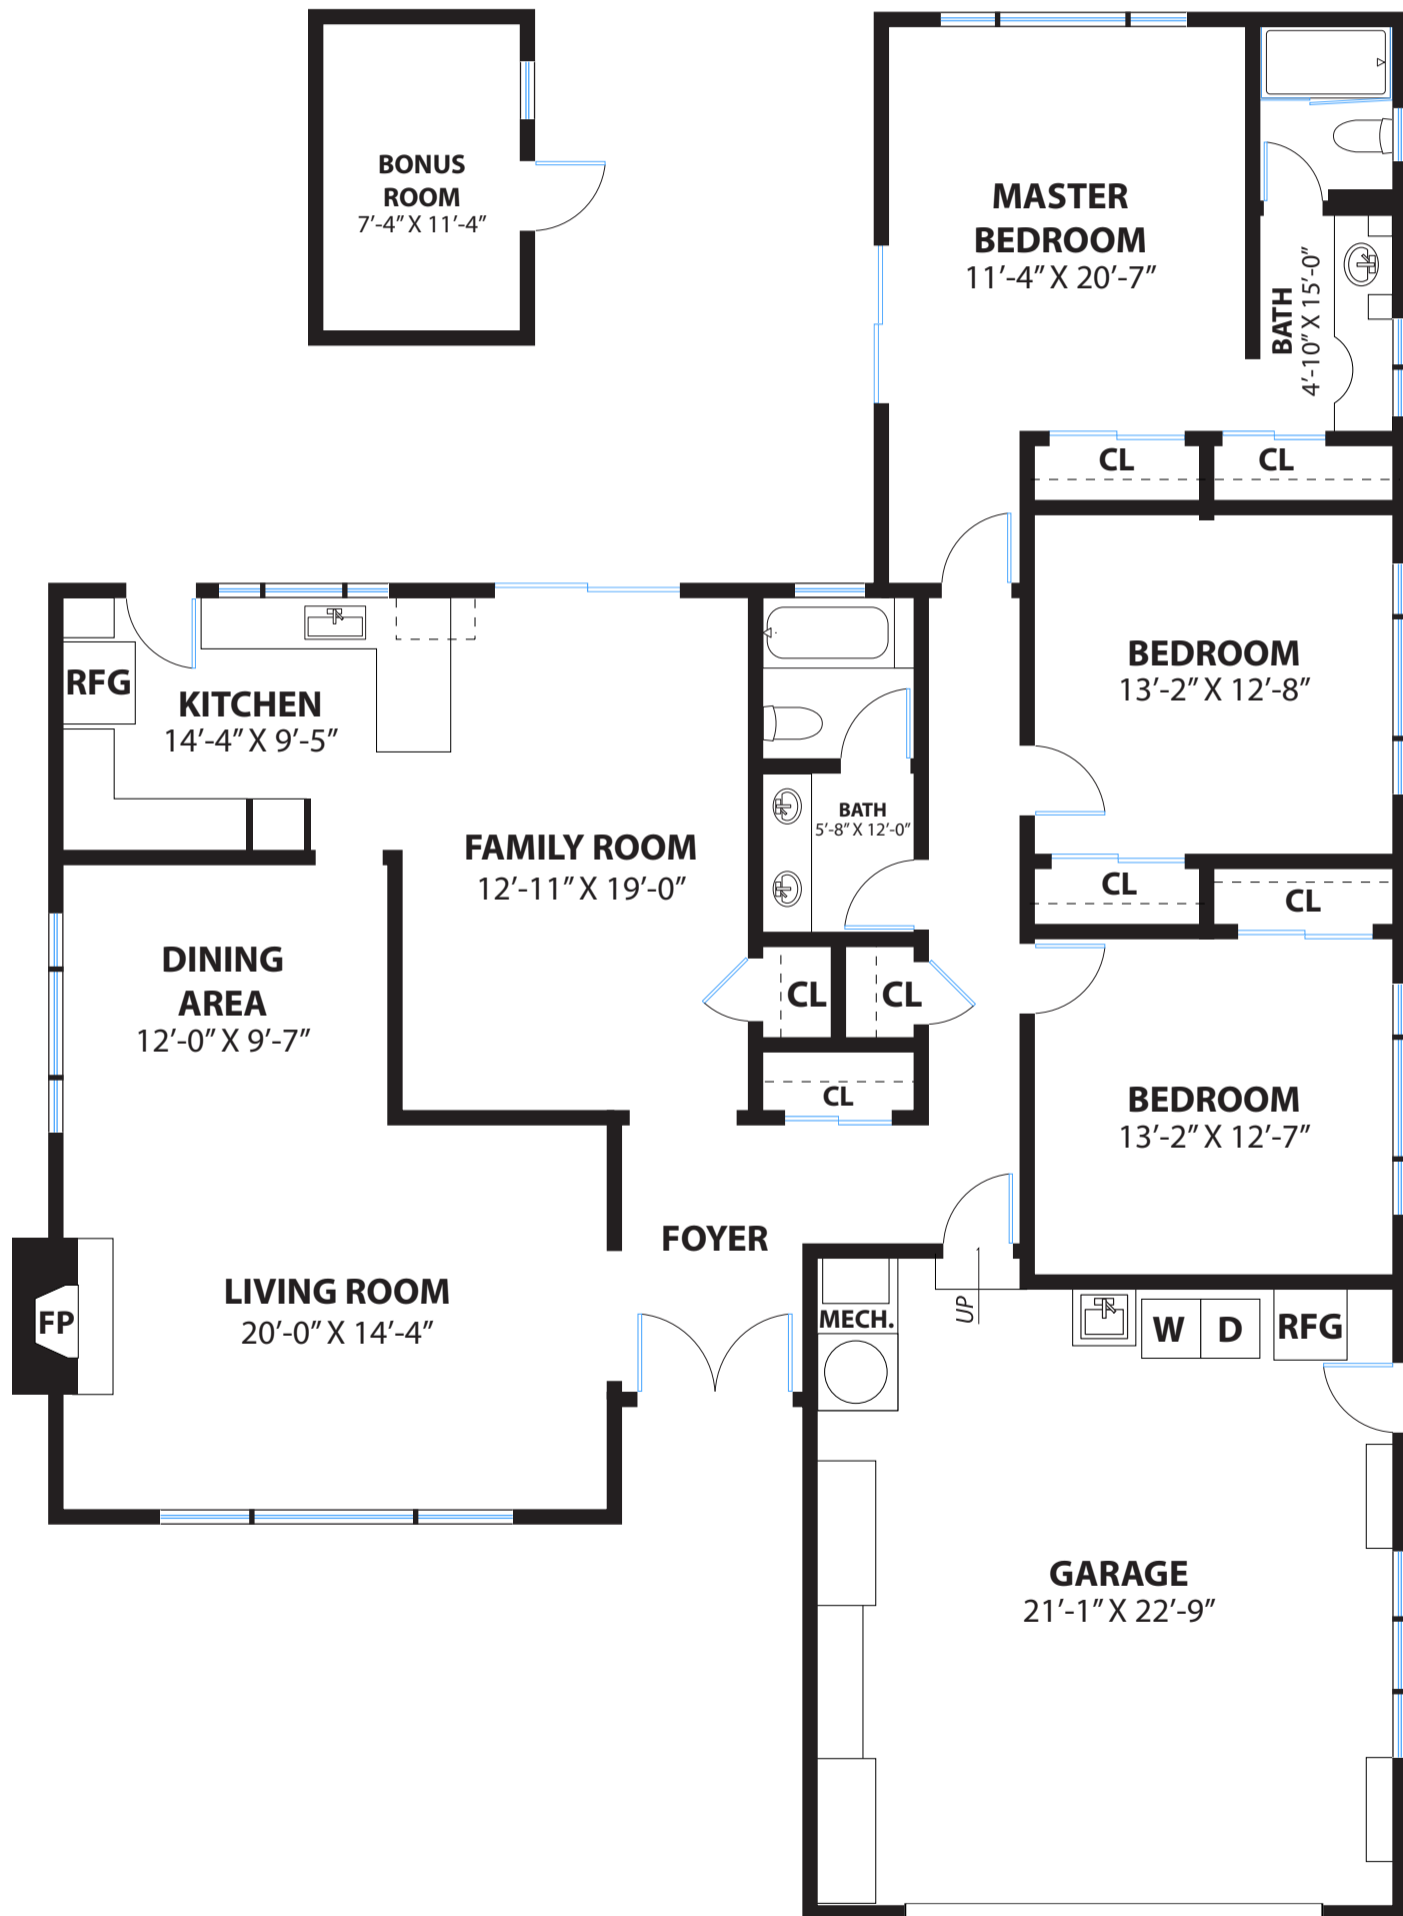 BONUS
ROOM
7'-4" X 11'-4"
MASTER
BEDROOM
11'-4" X 20'-7"
BATH
4'-10" X 15'-0"
CL
CL
RFG
KITCHEN
14'-4" X 9'-5"
BEDROOM
13'-2" X 12'-8"
FAMILY ROOM
12'-11" X 19'-0"
BATH
5'-8" X 12'-0"
CL
CL
DINING
AREA
12'-0" X 9'-7"
CL
CL
CL
BEDROOM
13'-2" X 12'-7"
FOYER
LIVING ROOM
20'-0" X 14'-4"
FP
MECH.
UP
W
D
RFG
GARAGE
21'-1" X 22'-9"